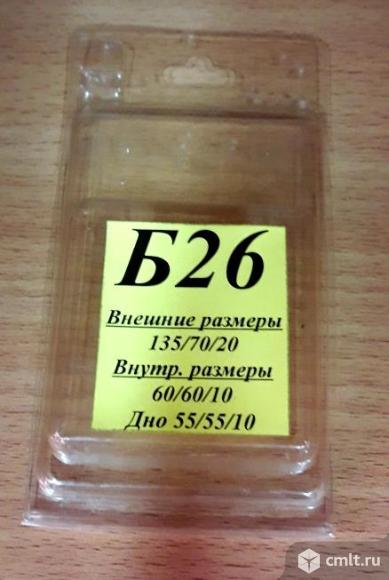 Б26
Внешние размеры
135/70/20
Внутр. размеры
60/60/10
Дно 55/55/10
cmlt.ru